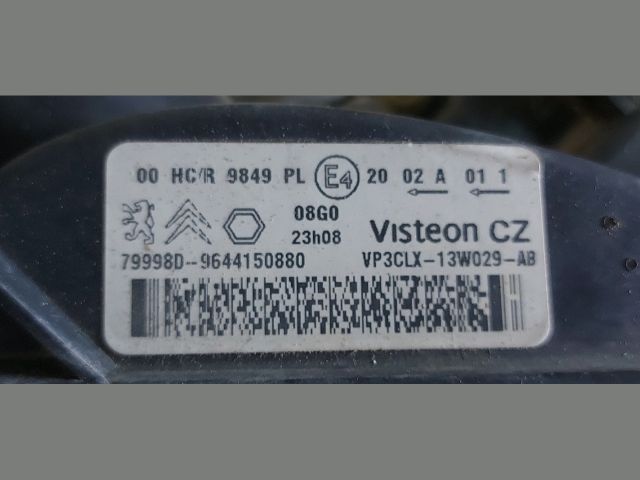 00 HC/R 9849 PL E4 20 02 A 01 1
08G0
23h08 Visteon CZ
79998D-9644150880 VP3CLX-13W029-AB